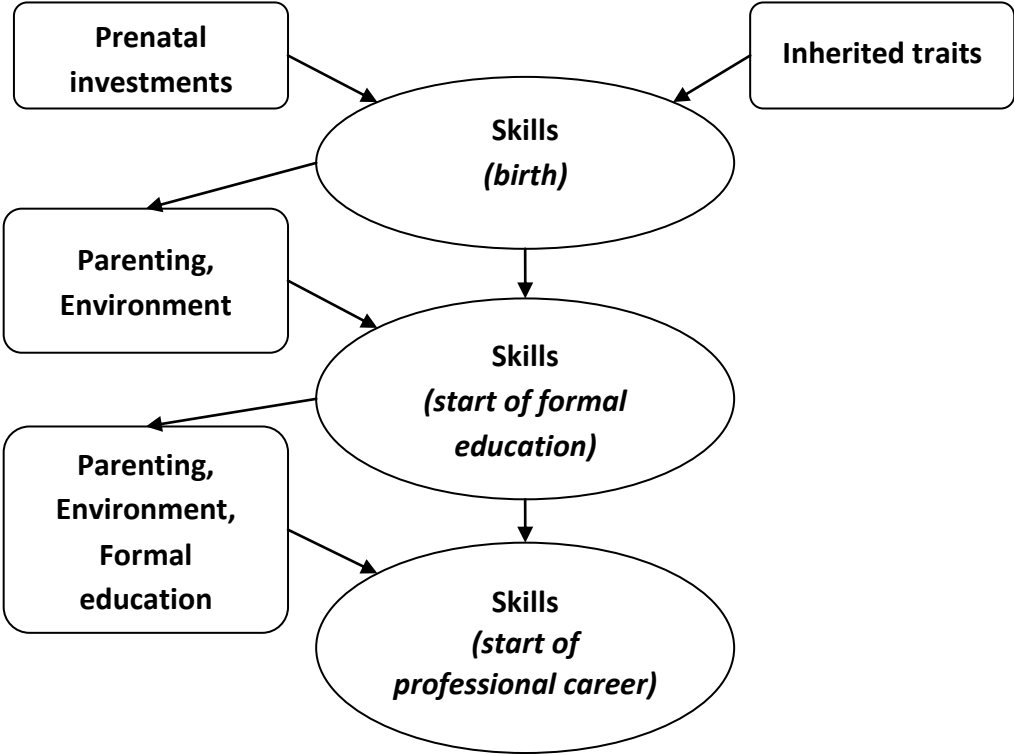 Prenatal
investments
Inherited traits
Skills
(birth)
Parenting,
Environment
Skills
(start of formal
education)
Parenting,
Environment,
Formal
education
Skills
(start of
professional career)